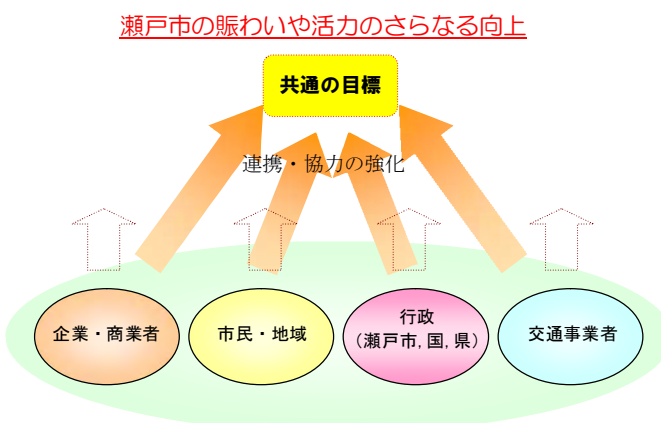 瀬戸市の賑わいや活力のさらなる向上
共通の目標
連携・協力の強化
企業・商業者
市民・地域
行政
（瀬戸市,国,県）
交通事業者